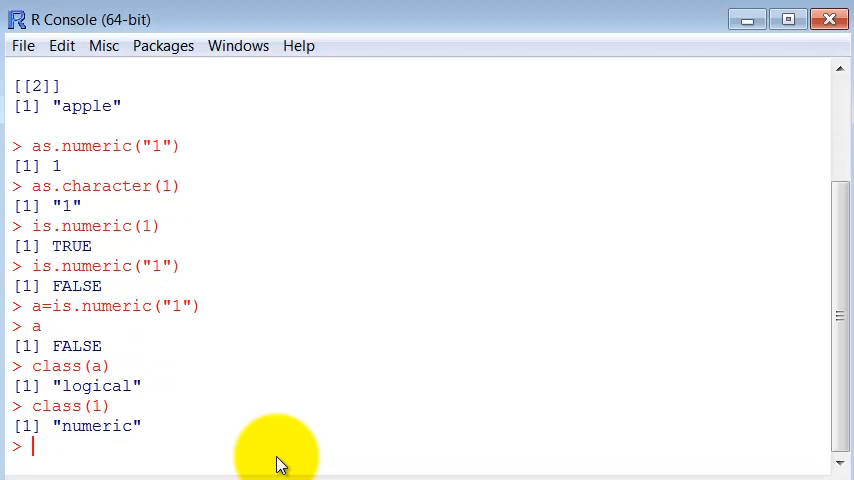 R Console (64-bit)
File Edit Misc Packages Windows Help
[[2]]
[1] "apple"
> as.numeric("1")
[1] 1
> as.character(1)
[1] "1"
> is.numeric(1)
[1] TRUE
> is.numeric("1")
[1] FALSE
> a=is.numeric("1")
> a
[1] FALSE
> class(a)
[1] "logical"
> class(1)
[1] "numeric"
>